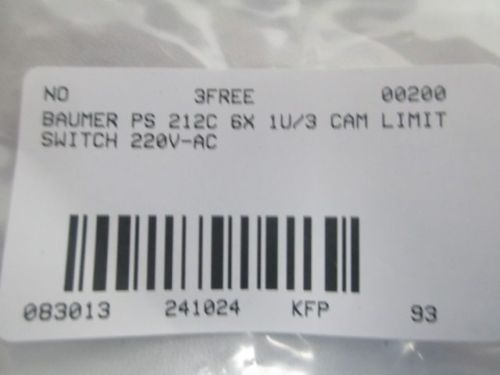 NO 3FREE 00200
BAUMER PS 212C 6X 1U/3 CAM LIMIT
SWITCH 220V-AC
083013 241024 KFP 93